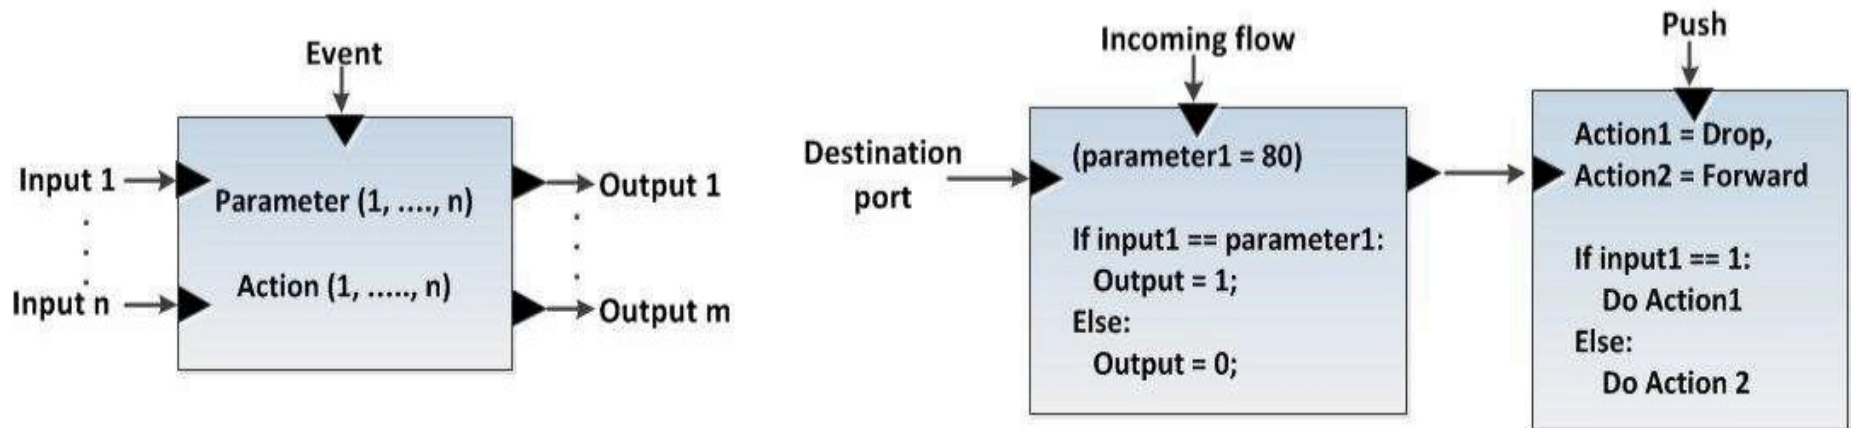 Event
Input 1
Parameter (1, ...., n)
Output 1
Action (1, ....., n)
Input n
Output m
Incoming flow
Destination
port
(parameter1 = 80)
If input1 == parameter1:
Output = 1;
Else:
Output = 0;
Push
Action1 = Drop,
Action2 = Forward
If input1 == 1:
Do Action1
Else:
Do Action 2